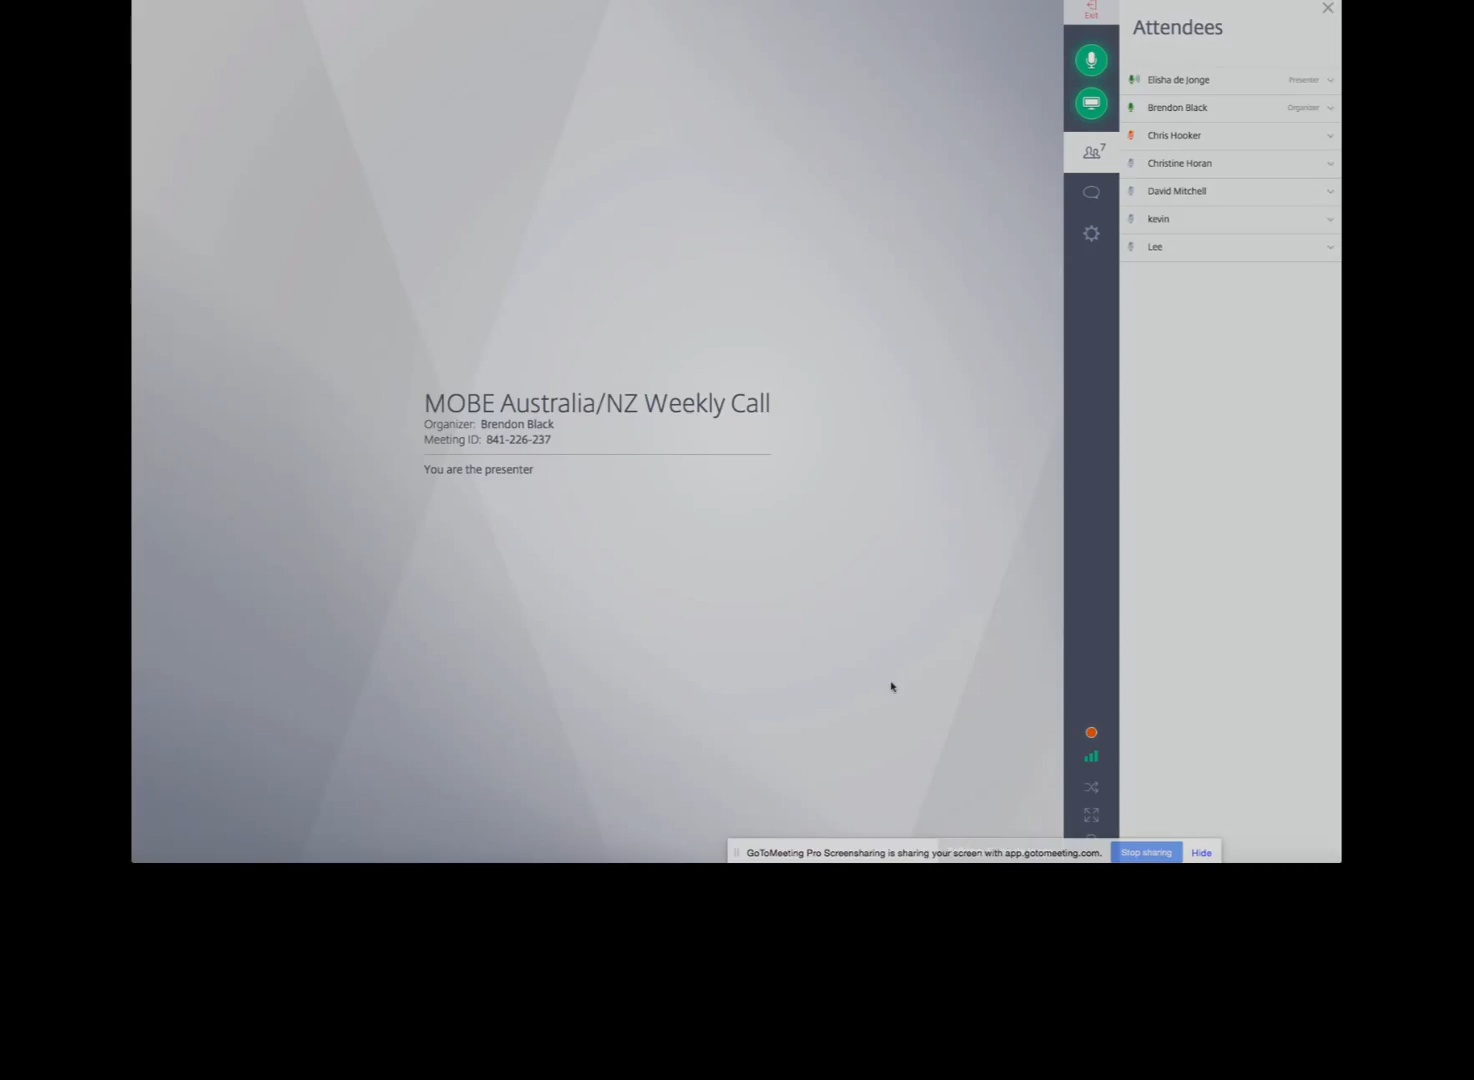 Exit
Attendees
Elisha de Jonge Presenter
Brendon Black Organizer
Chris Hooker
7
Christine Horan
David Mitchell
kevin
Lee
MOBE Australia/NZ Weekly Call
Organizer: Brendon Black
Meeting ID: 841-226-237
You are the presenter
GoToMeeting Pro Screensharing is sharing your screen with app.gotomeeting.com. Stop sharing Hide